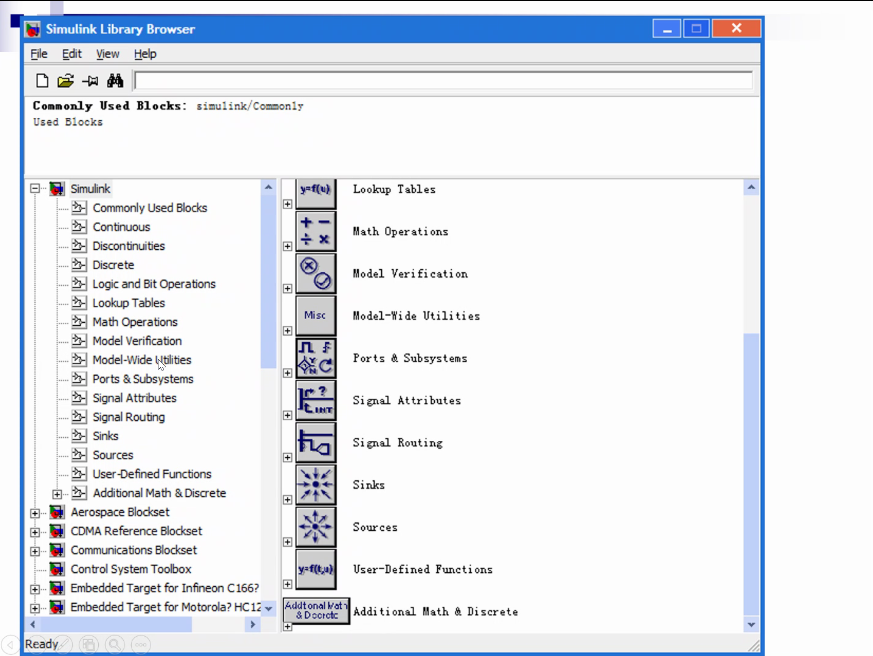 Simulink Library Browser
File Edit View Help
Commonly Used Blocks: simulink/Commonly
Used Blocks
Simulink
Commonly Used Blocks
Continuous
Discontinuities
Discrete
Logic and Bit Operations
Lookup Tables
Math Operations
Model Verification
Model-Wide Utilities
Ports & Subsystems
Signal Attributes
Signal Routing
Sinks
Sources
User-Defined Functions
Additional Math & Discrete
Aerospace Blockset
CDMA Reference Blockset
Communications Blockset
Control System Toolbox
Embedded Target for Infineon C166?
Embedded Target for Motorola? HC12
y=f(u) Lookup Tables
Math Operations
Model Verification
Misc Model-Wide Utilities
Ports & Subsystems
Signal Attributes
Signal Routing
Sinks
Sources
y=f(t,u) User-Defined Functions
Additional Math
& Discrete
Additional Math & Discrete
Ready